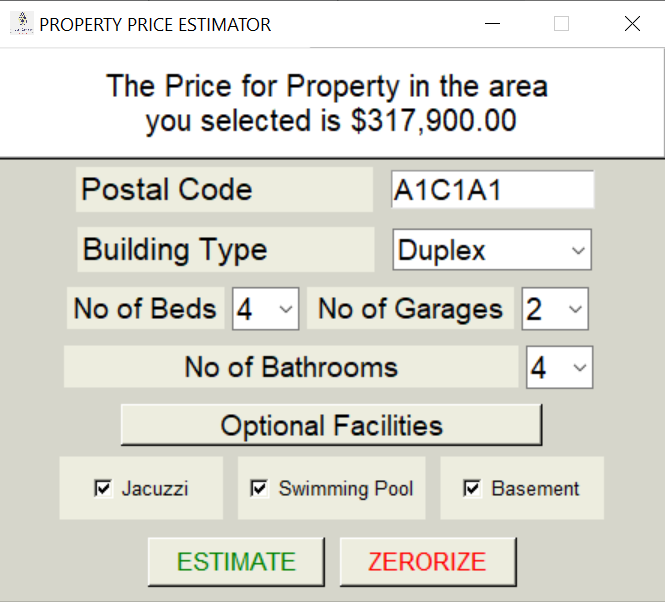 PROPERTY PRICE ESTIMATOR
The Price for Property in the area
you selected is $317,900.00
Postal Code A1C1A1
Building Type Duplex
No of Beds 4 No of Garages 2
No of Bathrooms 4
Optional Facilities
Jacuzzi Swimming Pool Basement
ESTIMATE ZERORIZE